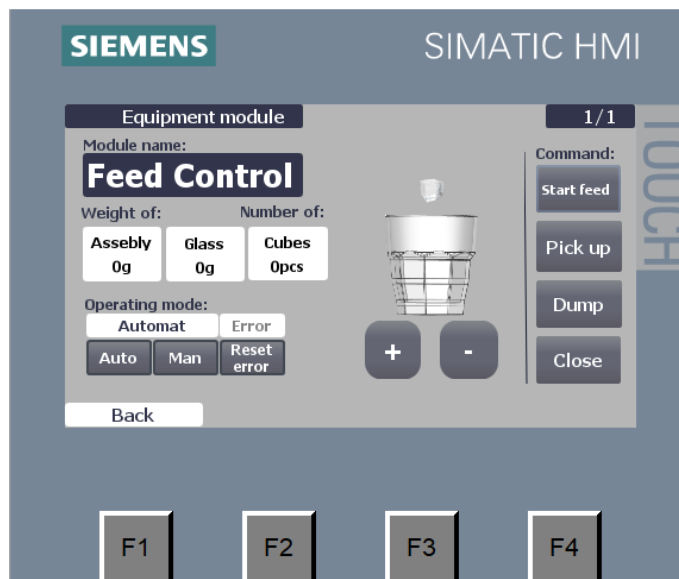 SIEMENS
SIMATIC HMI
TOUCH
Equipment module
1/1
Module name:
Feed Control
Weight of:
Number of:
Assebly
0g
Glass
0g
Cubes
0pcs
Operating mode:
Automat
Error
Auto
Man
Reset
error
+
-
Command:
Start feed
Pick up
Dump
Close
Back
F1
F2
F3
F4